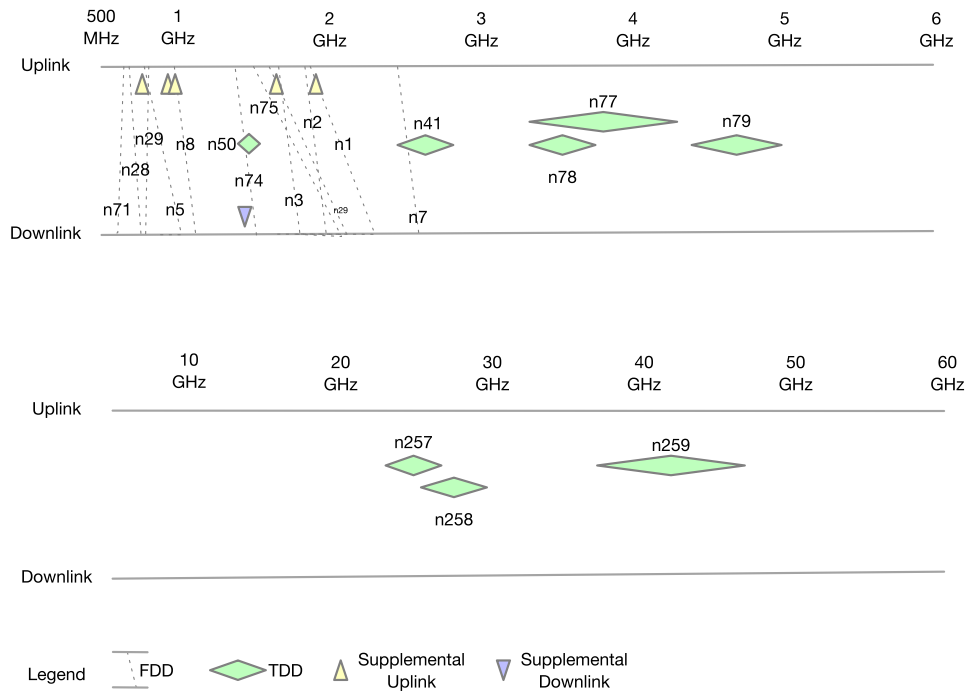 500 1 2 3 4 5 6
MHz GHz GHz GHz GHz GHz GHz
Uplink
n77
n75
n2 n41 n79
n29 n8 n50 n1
n28 n74 n78
n3
n71 n5 n29 n7
Downlink
10 20 30 40 50 60
GHz GHz GHz GHz GHz GHz
Uplink
n257 n259
n258
Downlink
Legend FDD TDD Supplemental Uplink Supplemental Downlink